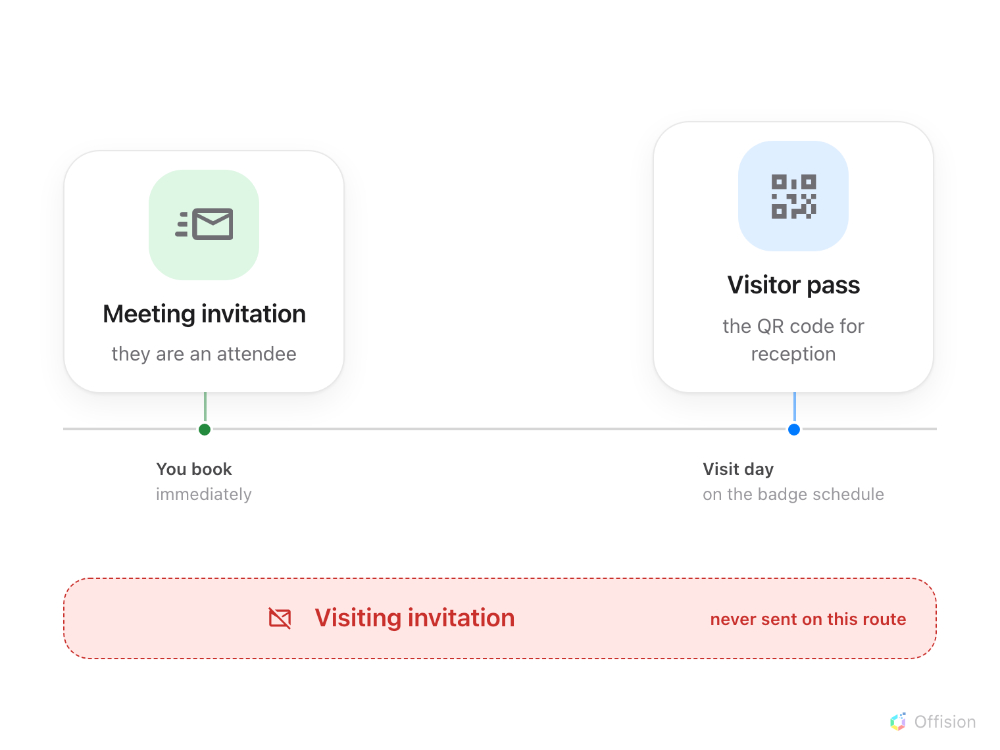 Meeting invitation
they are an attendee
Visitor pass
the QR code for
reception
You book
immediately
Visit day
on the badge schedule
Visiting invitation
never sent on this route
Offision